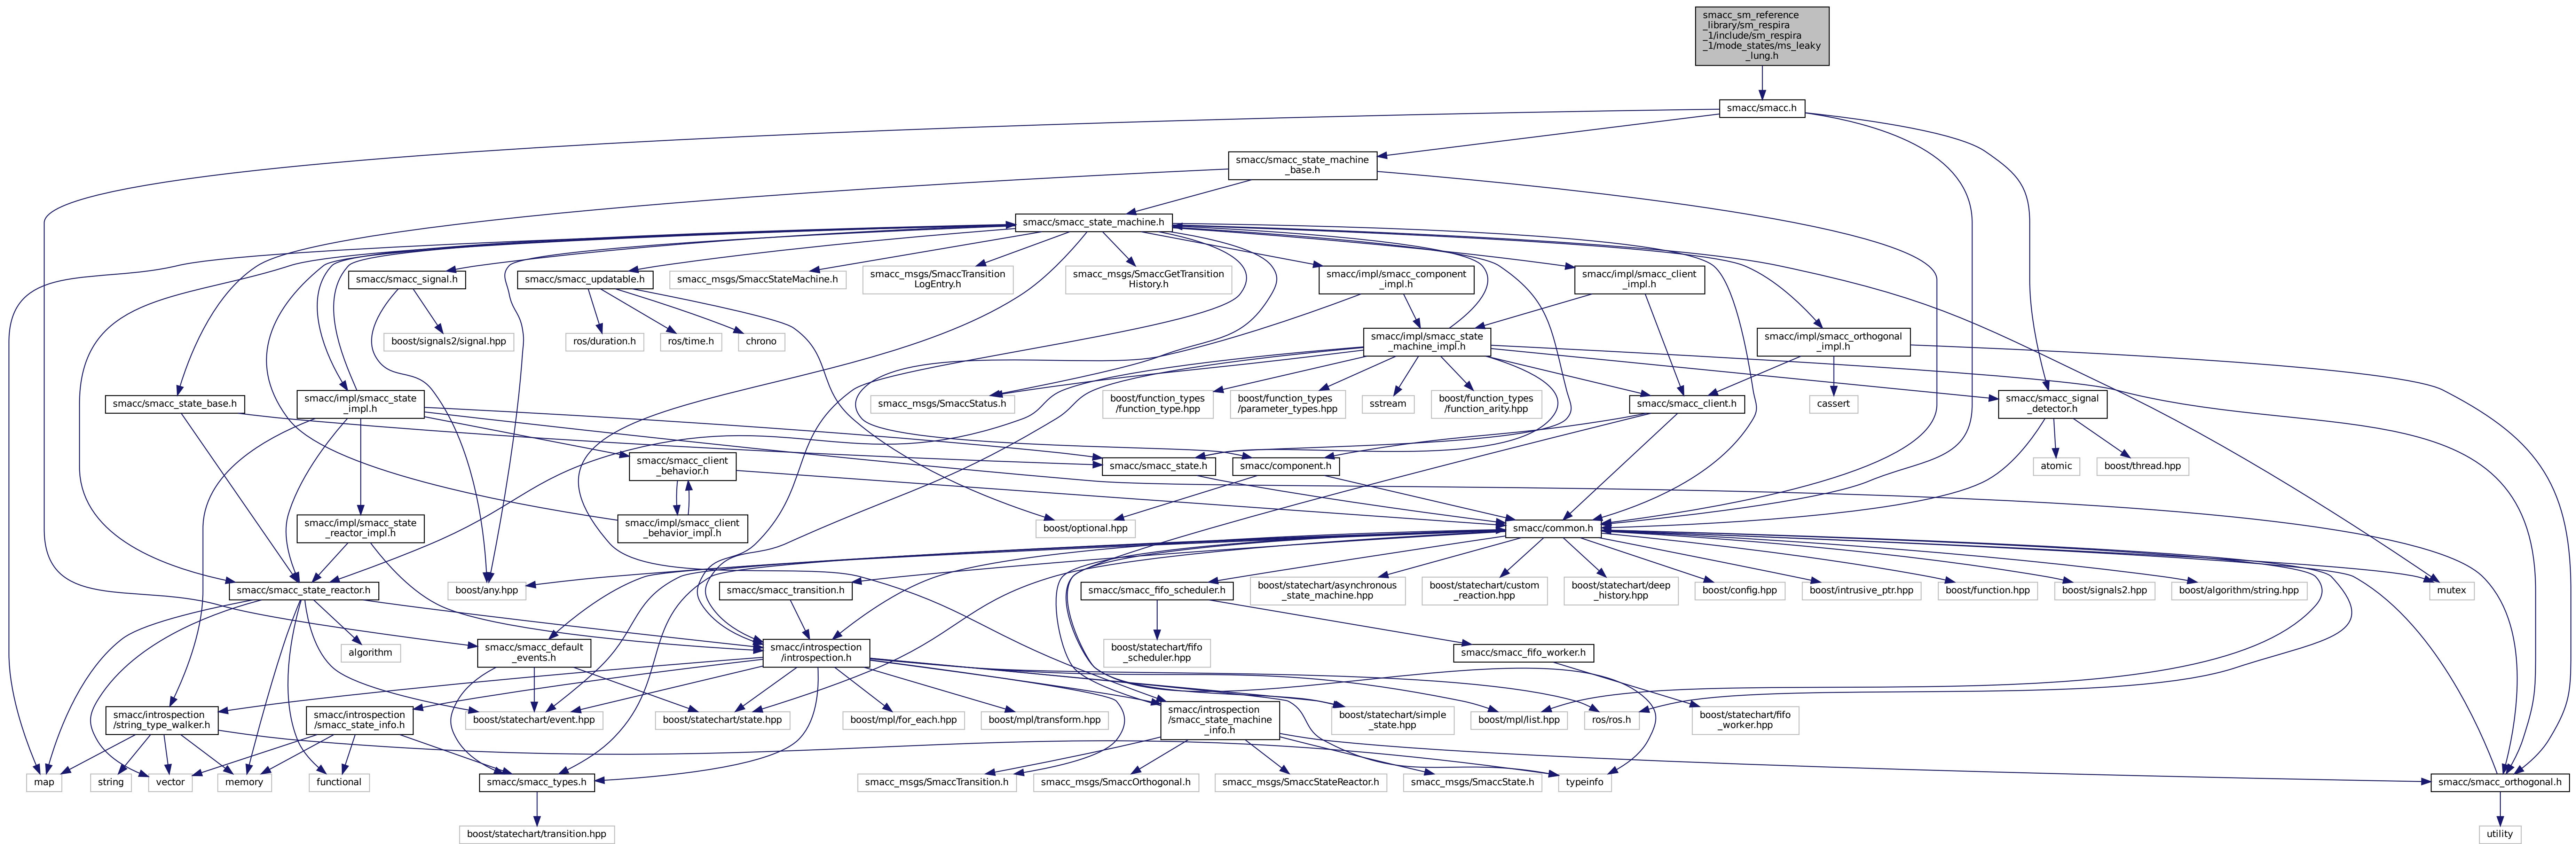 smacc_sm_reference
_library/sm_respira
_1/include/sm_respira
_1/mode_states/ms_leaky
_lung.h
smacc/smacc.h
smacc/smacc_state_machine
_base.h
smacc/smacc_state_machine.h
smacc/smacc_signal.h
smacc/smacc_updatable.h
smacc_msgs/SmaccStateMachine.h
smacc_msgs/SmaccTransition
LogEntry.h
smacc_msgs/SmaccGetTransition
History.h
smacc/impl/smacc_component
_impl.h
smacc/impl/smacc_client
_impl.h
boost/signals2/signal.hpp
ros/duration.h
ros/time.h
chrono
smacc/impl/smacc_state
_machine_impl.h
smacc/impl/smacc_orthogonal
_impl.h
smacc/smacc_state_base.h
smacc/impl/smacc_state
_impl.h
smacc_msgs/SmaccStatus.h
boost/function_types
/function_type.hpp
boost/function_types
/parameter_types.hpp
sstream
boost/function_types
/function_arity.hpp
smacc/smacc_client.h
cassert
smacc/smacc_signal
_detector.h
smacc/smacc_client
_behavior.h
smacc/smacc_state.h
smacc/component.h
atomic
boost/thread.hpp
smacc/impl/smacc_state
_reactor_impl.h
smacc/impl/smacc_client
_behavior_impl.h
boost/optional.hpp
smacc/common.h
smacc/smacc_state_reactor.h
boost/any.hpp
smacc/smacc_transition.h
smacc/smacc_fifo_scheduler.h
boost/statechart/asynchronous
_state_machine.hpp
boost/statechart/custom
_reaction.hpp
boost/statechart/deep
_history.hpp
boost/config.hpp
boost/intrusive_ptr.hpp
boost/function.hpp
boost/signals2.hpp
boost/algorithm/string.hpp
mutex
algorithm
smacc/smacc_default
_events.h
smacc/introspection
/introspection.h
boost/statechart/fifo
_scheduler.hpp
smacc/smacc_fifo_worker.h
smacc/introspection
/string_type_walker.h
smacc/introspection
/smacc_state_info.h
boost/statechart/event.hpp
boost/statechart/state.hpp
boost/mpl/for_each.hpp
boost/mpl/transform.hpp
smacc/introspection
/smacc_state_machine
_info.h
boost/statechart/simple
_state.hpp
boost/mpl/list.hpp
ros/ros.h
boost/statechart/fifo
_worker.hpp
map
string
vector
memory
functional
smacc/smacc_types.h
smacc_msgs/SmaccTransition.h
smacc_msgs/SmaccOrthogonal.h
smacc_msgs/SmaccStateReactor.h
smacc_msgs/SmaccState.h
typeinfo
smacc/smacc_orthogonal.h
boost/statechart/transition.hpp
utility